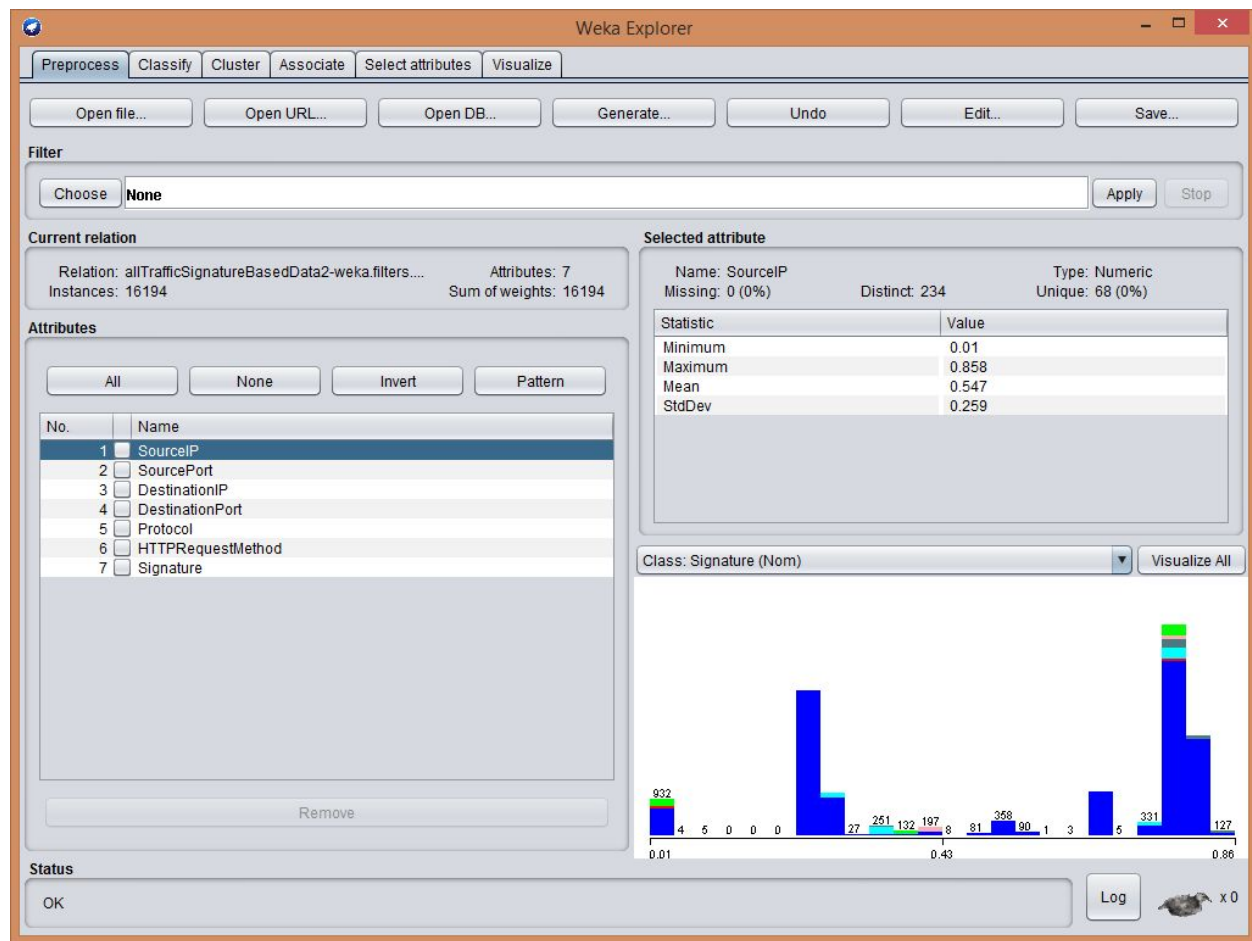 Weka Explorer
Preprocess Classify Cluster Associate Select attributes Visualize
Open file... Open URL... Open DB... Generate... Undo Edit... Save...
Filter
Choose None Apply Stop
Current relation
Relation: allTrafficSignatureBasedData2-weka.filters.... Attributes: 7
Instances: 16194 Sum of weights: 16194
Attributes
All None Invert Pattern
No. Name
1 SourceIP
2 SourcePort
3 DestinationIP
4 DestinationPort
5 Protocol
6 HTTPRequestMethod
7 Signature
Remove
Selected attribute
Name: SourceIP Type: Numeric
Missing: 0 (0%) Distinct: 234 Unique: 68 (0%)
Statistic Value
Minimum 0.01
Maximum 0.858
Mean 0.547
StdDev 0.259
Class: Signature (Nom) Visualize All
932 4 5 0 0 0 27 251 132 197 8 81 358 90 1 3 5 331 127
0.01 0.43 0.86
Status
OK Log x 0